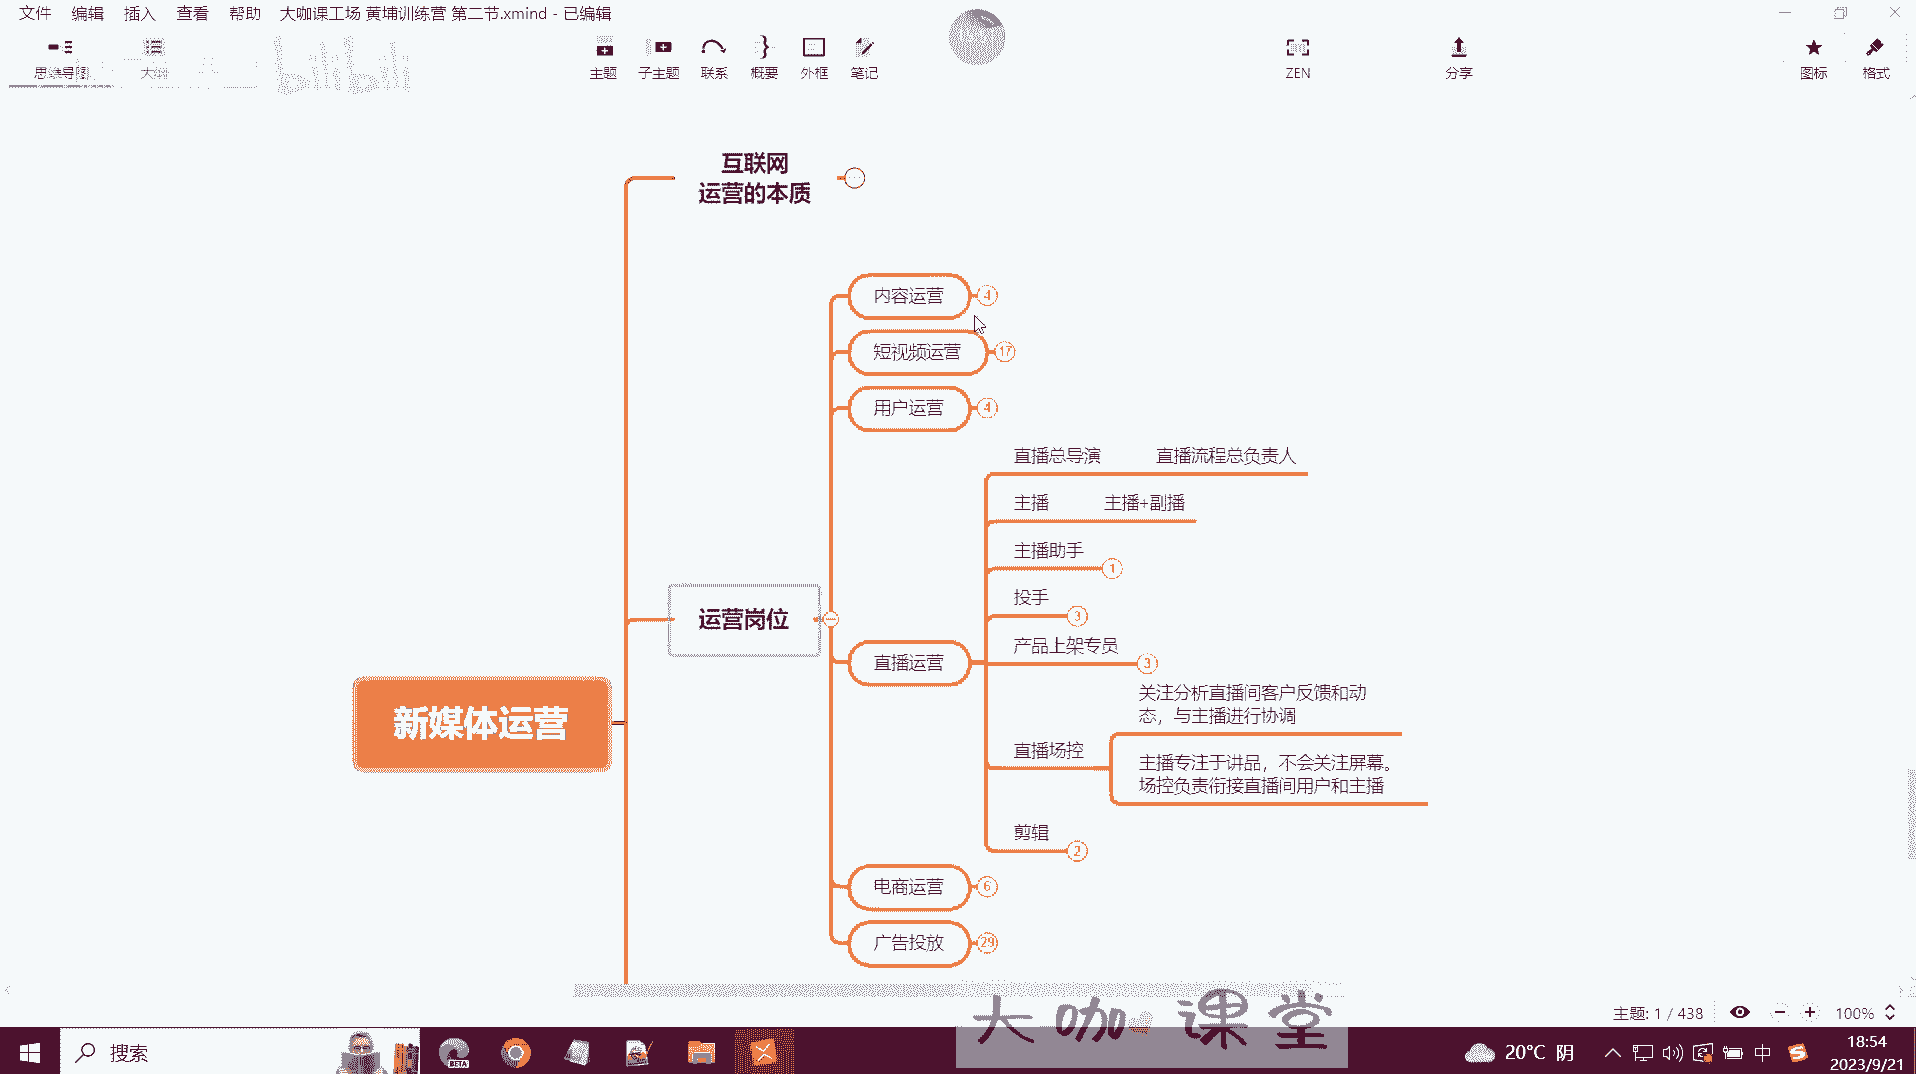 文件 编辑 插入 查看 帮助 大咖课工场 黄埔训练营 第二节.xmind - 已编辑
思维导图 大纲 bilibili 主题 子主题 联系 概要 外框 笔记 ZEN 分享 图标 格式
互联网
运营的本质
内容运营 4
短视频运营 17
用户运营 4
直播总导演 直播流程总负责人
主播 主播+副播
主播助手 1
投手 3
产品上架专员 3
关注分析直播间客户反馈和动
态，与主播进行协调
直播场控
主播专注于讲品，不会关注屏幕。
场控负责衔接直播间用户和主播
剪辑 2
运营岗位
直播运营
新媒体运营
电商运营 6
广告投放 29
大咖课堂
主题: 1 / 438 100%
搜索 BETA 20°C 阴 中 18:54
2023/9/21